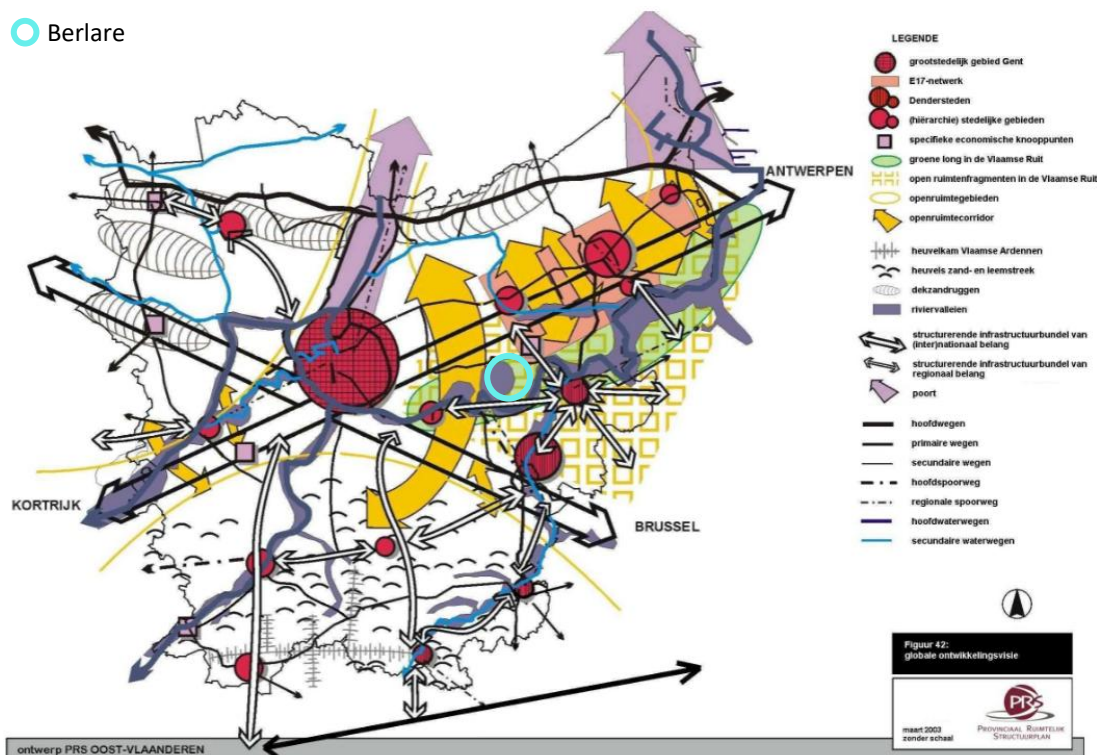 Berlare
LEGENDE
grootstedelijk gebied Gent
E17-netwerk
Dendersteden
(hiërarchie) stedelijke gebieden
specifieke economische knooppunten
groene long in de Vlaamse Ruit
open ruimtenfragmenten in de Vlaamse Ruit
openruimtegebieden
openruimtecorridor
heuvelkam Vlaamse Ardennen
heuvels zand- en leemstreek
dekzandruggen
riviervalleien
structurerende infrastructuurbundel van
(inter)nationaal belang
structurerende infrastructuurbundel van
regionaal belang
poort
hoofdwegen
primaire wegen
secundaire wegen
hoofdspoorweg
regionale spoorweg
hoofdwaterwegen
secundaire waterwegen
ANTWERPEN
KORTRIJK
BRUSSEL
Figuur 42:
globale ontwikkelingsvisie
maart 2003
zonder schaal
PRS
PROVINCIAAL RUIMTELIJK
STRUCTUURPLAN
ontwerp PRS OOST-VLAANDEREN